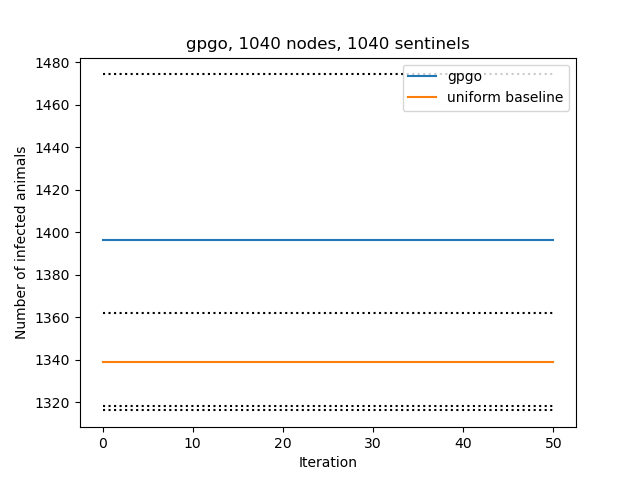 gpgo, 1040 nodes, 1040 sentinels
gpgo
uniform baseline
Number of infected animals
1480
1460
1440
1420
1400
1380
1360
1340
1320
0 10 20 30 40 50
Iteration